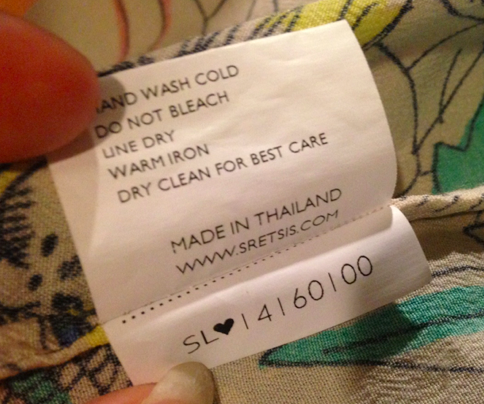 HAND WASH COLD
DO NOT BLEACH
LINE DRY
WARM IRON
DRY CLEAN FOR BEST CARE
MADE IN THAILAND
WWW.SRETSIS.COM
SL♥14160100